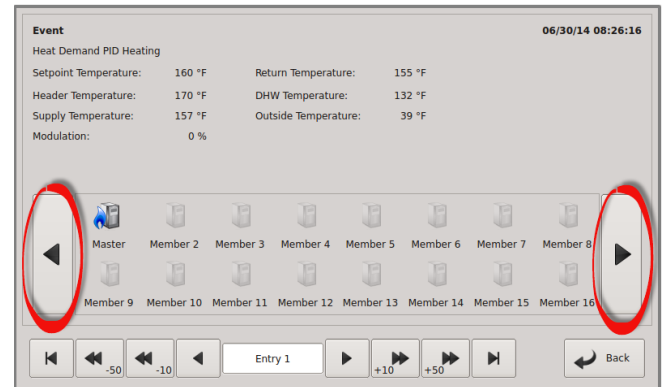 Event 06/30/14 08:26:16
Heat Demand PID Heating
Setpoint Temperature: 160 °F Return Temperature: 155 °F
Header Temperature: 170 °F DHW Temperature: 132 °F
Supply Temperature: 157 °F Outside Temperature: 39 °F
Modulation: 0 %
Master Member 2 Member 3 Member 4 Member 5 Member 6 Member 7 Member 8
Member 9 Member 10 Member 11 Member 12 Member 13 Member 14 Member 15 Member 16
-50 -10 Entry 1 +10 +50 Back